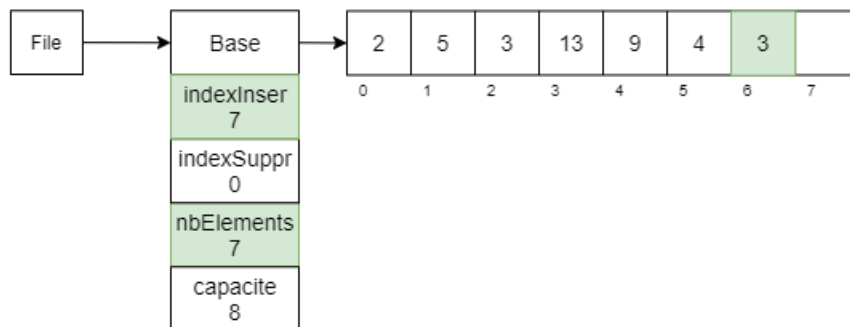 File
Base
2 5 3 13 9 4 3
0 1 2 3 4 5 6 7
indexInser
7
indexSuppr
0
nbElements
7
capacite
8